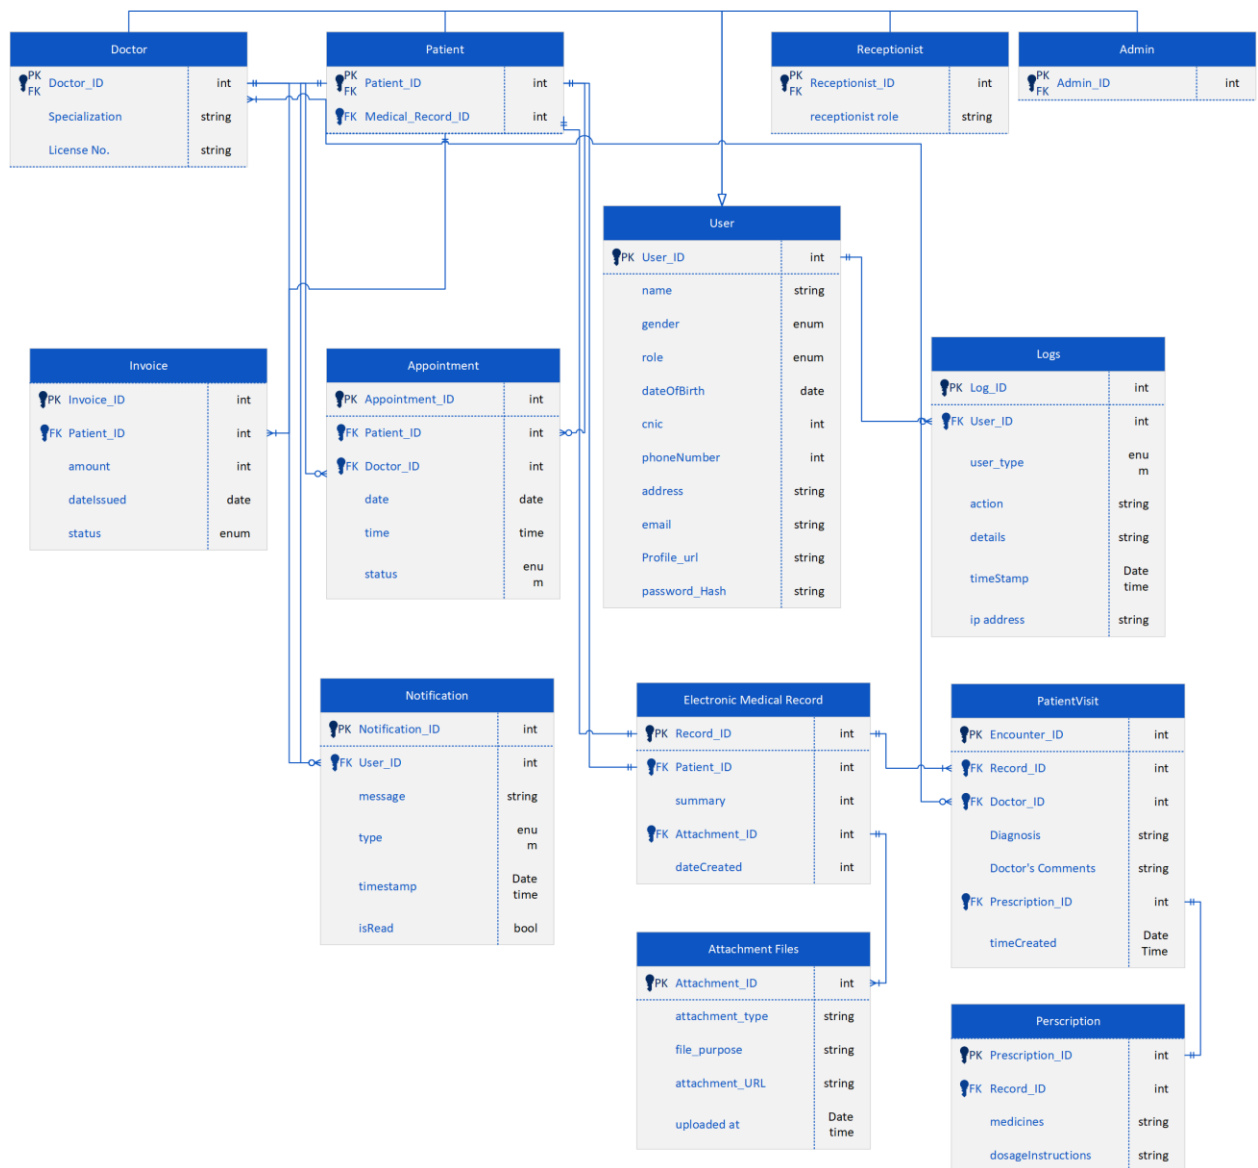 Doctor
PK
FK Doctor_ID int
Specialization string
License No. string
Patient
PK
FK Patient_ID int
FK Medical_Record_ID int
Receptionist
PK
FK Receptionist_ID int
receptionist role string
Admin
PK
FK Admin_ID int
User
PK User_ID int
name string
gender enum
role enum
dateOfBirth date
cnic int
phoneNumber int
address string
email string
Profile_url string
password_Hash string
Invoice
PK Invoice_ID int
FK Patient_ID int
amount int
dateIssued date
status enum
Appointment
PK Appointment_ID int
FK Patient_ID int
FK Doctor_ID int
date date
time time
status enu
m
Logs
PK Log_ID int
FK User_ID int
user_type enu
m
action string
details string
timeStamp Date
time
ip address string
Notification
PK Notification_ID int
FK User_ID int
message string
type enu
m
timestamp Date
time
isRead bool
Electronic Medical Record
PK Record_ID int
FK Patient_ID int
summary int
FK Attachment_ID int
dateCreated int
PatientVisit
PK Encounter_ID int
FK Record_ID int
FK Doctor_ID int
Diagnosis string
Doctor's Comments string
FK Prescription_ID int
timeCreated Date
Time
Attachment Files
PK Attachment_ID int
attachment_type string
file_purpose string
attachment_URL string
uploaded at Date
time
Perscription
PK Prescription_ID int
FK Record_ID int
medicines string
dosageInstructions string